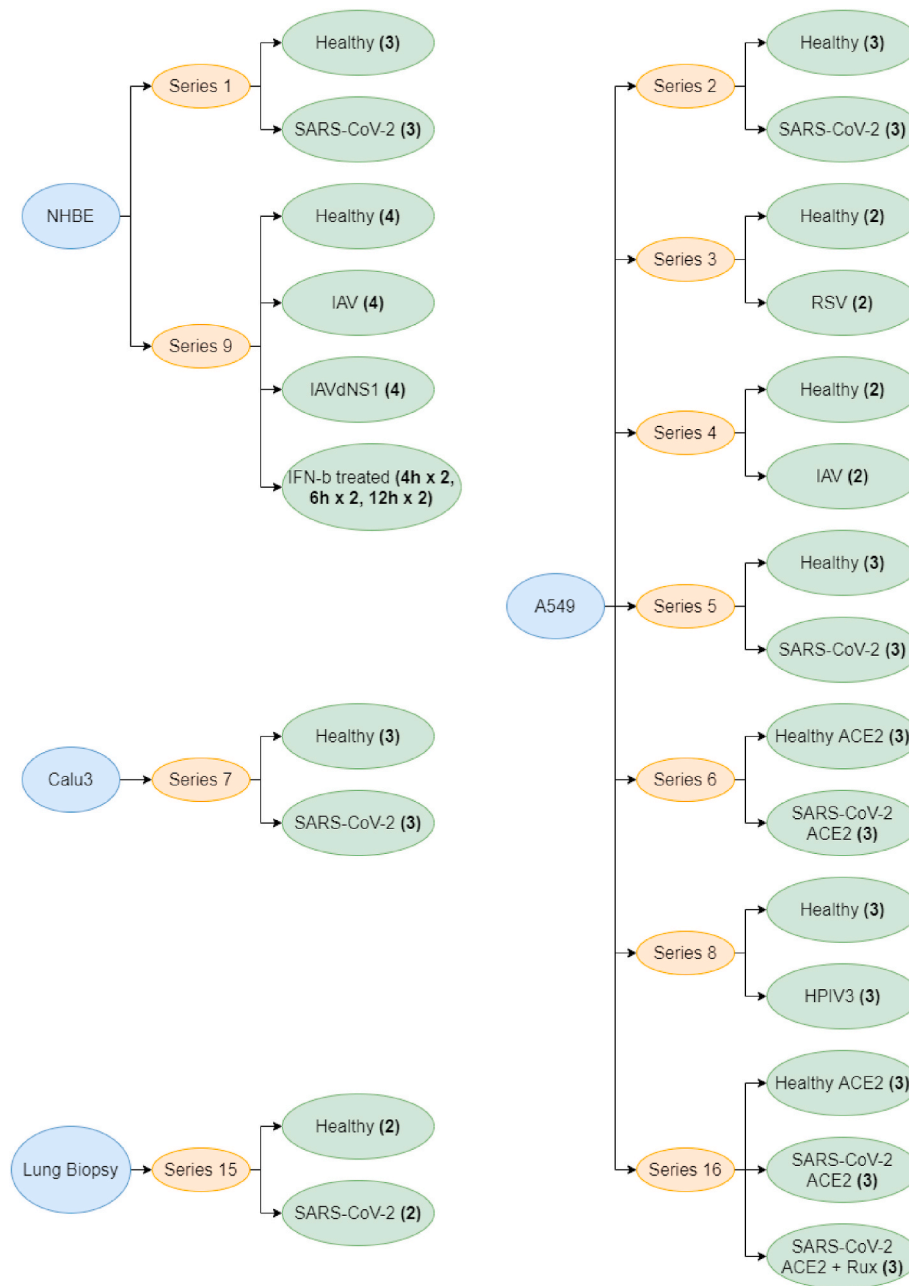 NHBE
Series 1
Healthy (3)
SARS-CoV-2 (3)
Series 9
Healthy (4)
IAV (4)
IAVdNS1 (4)
IFN-b treated (4h x 2,
6h x 2, 12h x 2)
Calu3
Series 7
Healthy (3)
SARS-CoV-2 (3)
Lung Biopsy
Series 15
Healthy (2)
SARS-CoV-2 (2)
A549
Series 2
Healthy (3)
SARS-CoV-2 (3)
Series 3
Healthy (2)
RSV (2)
Series 4
Healthy (2)
IAV (2)
Series 5
Healthy (3)
SARS-CoV-2 (3)
Series 6
Healthy ACE2 (3)
SARS-CoV-2
ACE2 (3)
Series 8
Healthy (3)
HPIV3 (3)
Series 16
Healthy ACE2 (3)
SARS-CoV-2
ACE2 (3)
SARS-CoV-2
ACE2 + Rux (3)